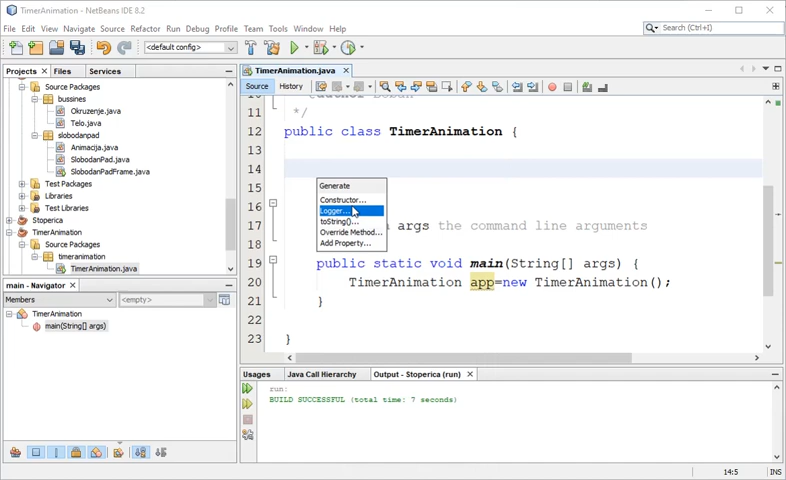 TimerAnimation - NetBeans IDE 8.2
File Edit View Navigate Source Refactor Run Debug Profile Team Tools Window Help
Search (Ctrl+I)
<default config>
Projects Files Services
Source Packages
bussines
Okruzenje.java
Telo.java
slobodanpad
Animacija.java
SlobodanPad.java
SlobodanPadFrame.java
Test Packages
Libraries
Test Libraries
Stoperica
TimerAnimation
Source Packages
timeranimation
TimerAnimation.java
main - Navigator
Members <empty>
TimerAnimation
main(String[] args)
TimerAnimation.java
Source History
11 */
12 public class TimerAnimation {
13
14
15
16
17 args the command line arguments
18
19 public static void main(String[] args) {
20 TimerAnimation app=new TimerAnimation();
21 }
22
23 }
Generate
Constructor...
Logger...
toString()...
Override Method...
Add Property...
Usages Java Call Hierarchy Output - Stoperica (run)
run:
BUILD SUCCESSFUL (total time: 7 seconds)
14:5 INS